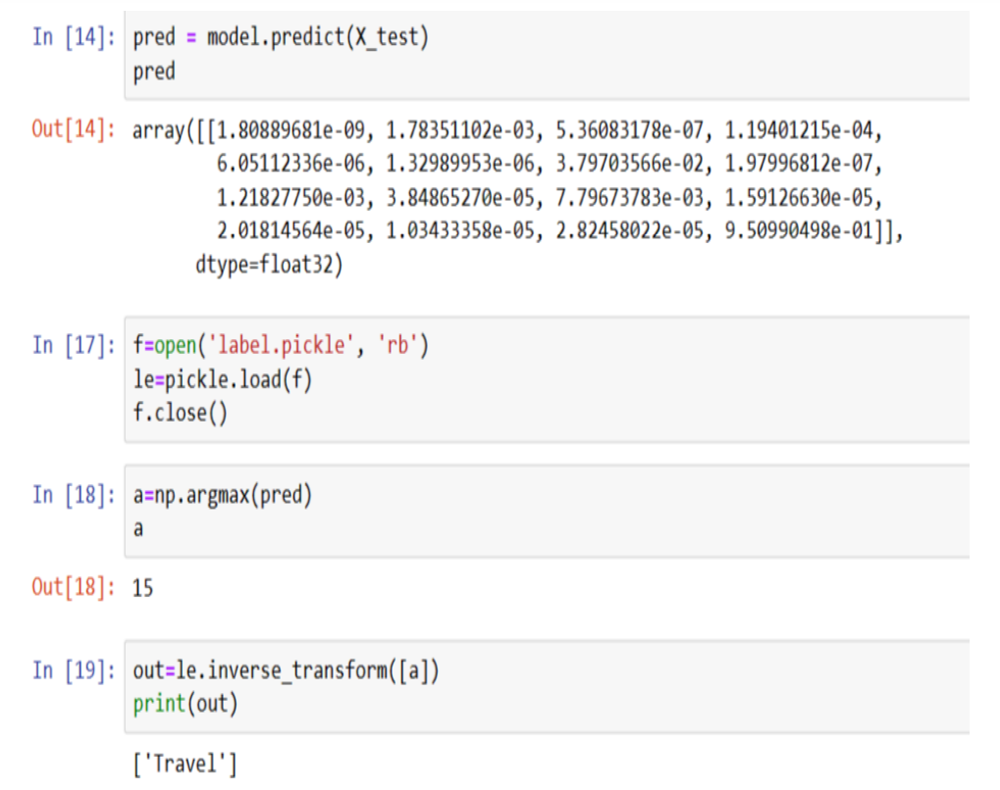 In [14]: pred = model.predict(X_test)
pred
Out[14]: array([[1.80889681e-09, 1.78351102e-03, 5.36083178e-07, 1.19401215e-04,
6.05112336e-06, 1.32989953e-06, 3.79703566e-02, 1.97996812e-07,
1.21827750e-03, 3.84865270e-05, 7.79673783e-03, 1.59126630e-05,
2.01814564e-05, 1.03433358e-05, 2.82458022e-05, 9.50990498e-01]],
dtype=float32)
In [17]: f=open('label.pickle', 'rb')
le=pickle.load(f)
f.close()
In [18]: a=np.argmax(pred)
a
Out[18]: 15
In [19]: out=le.inverse_transform([a])
print(out)
['Travel']